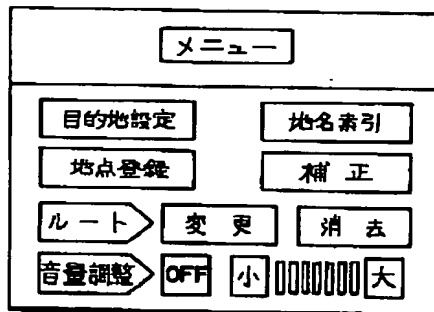 メニュー
目的地設定 地名索引
地点登録 補正
ルート 変更 消去
音量調整 OFF 小 大